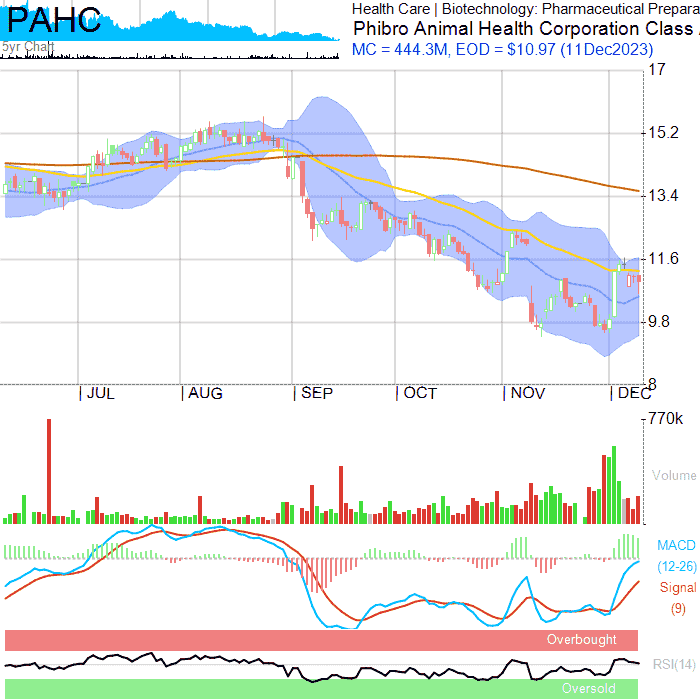 PAHC
5yr Chart
Health Care | Biotechnology: Pharmaceutical Prepara
Phibro Animal Health Corporation Class
MC = 444.3M, EOD = $10.97 (11Dec2023)
17
15.2
13.4
11.6
9.8
8
JUL AUG SEP OCT NOV DEC
770k
Volume
MACD
(12-26)
Signal
(9)
Overbought
RSI(14)
Oversold